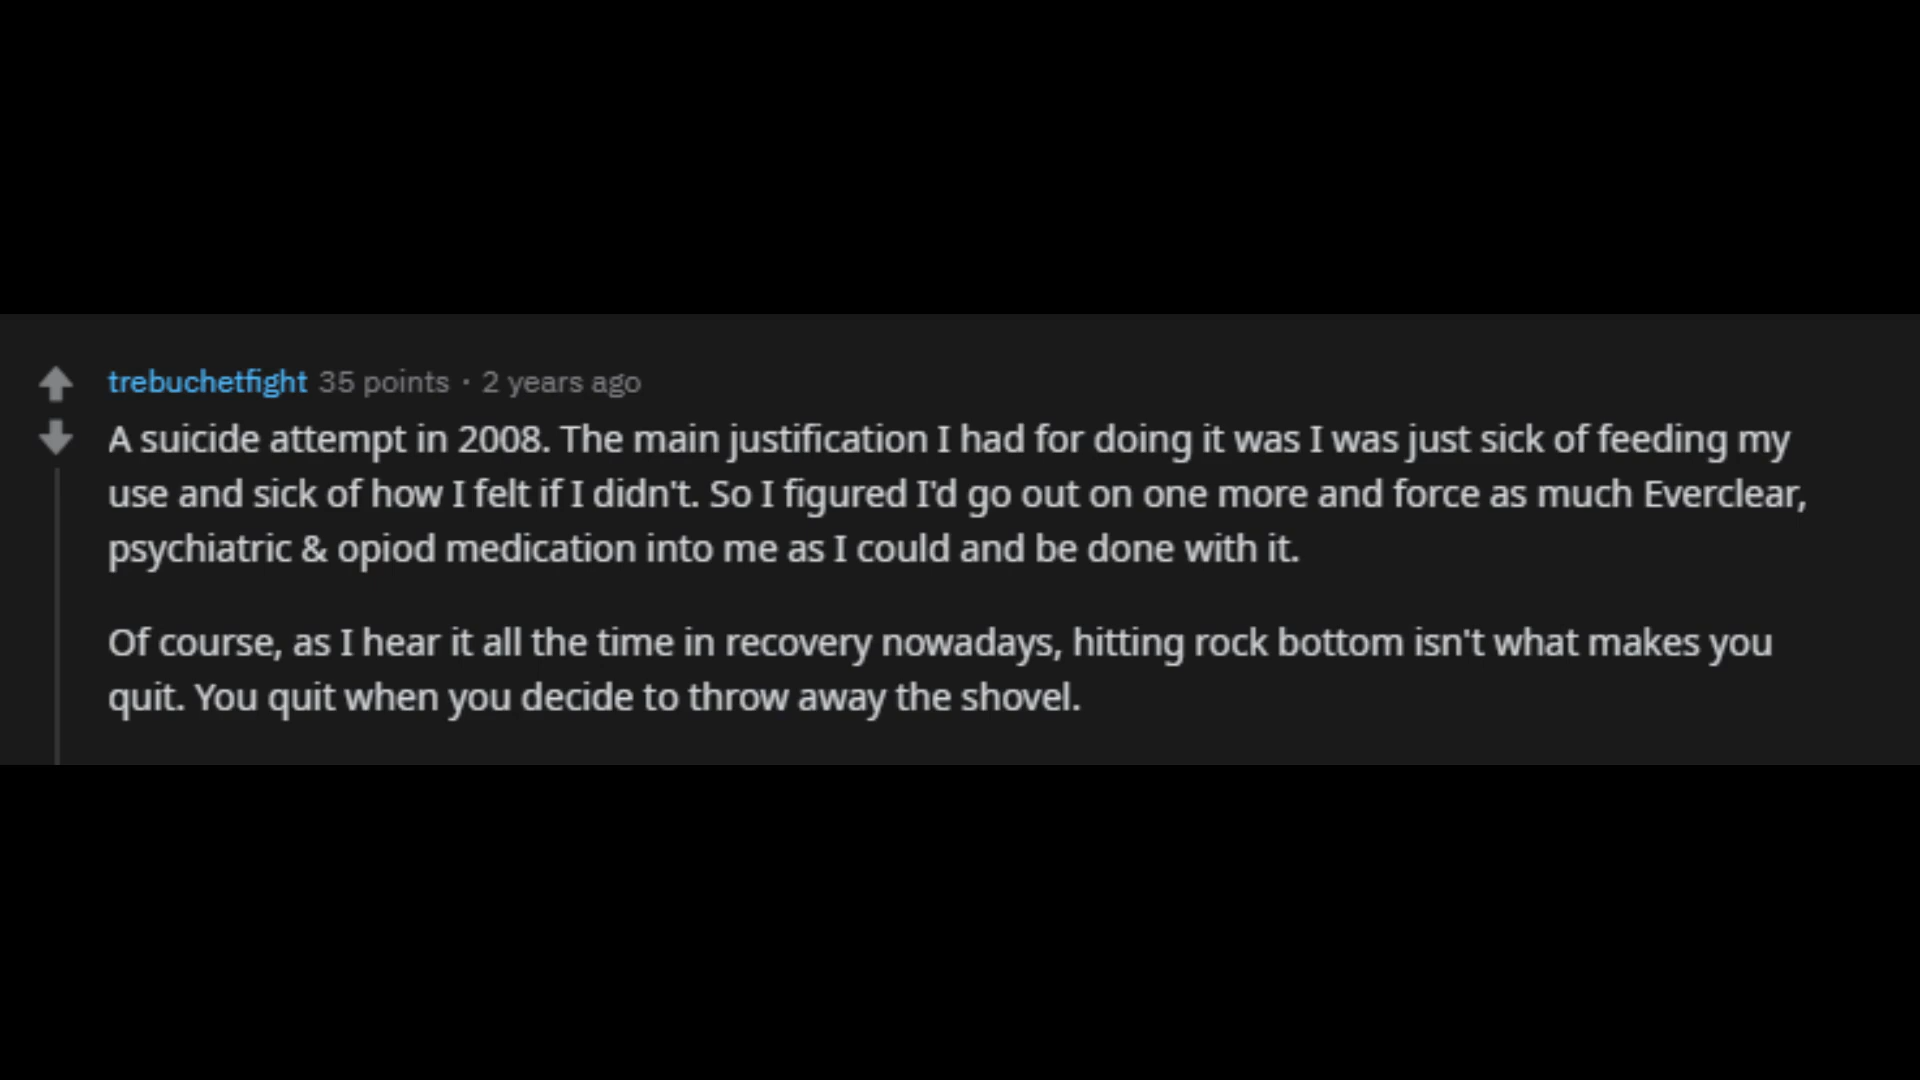 trebuchetfight 35 points · 2 years ago
A suicide attempt in 2008. The main justification I had for doing it was I was just sick of feeding my
use and sick of how I felt if I didn't. So I figured I'd go out on one more and force as much Everclear,
psychiatric & opiod medication into me as I could and be done with it.
Of course, as I hear it all the time in recovery nowadays, hitting rock bottom isn't what makes you
quit. You quit when you decide to throw away the shovel.